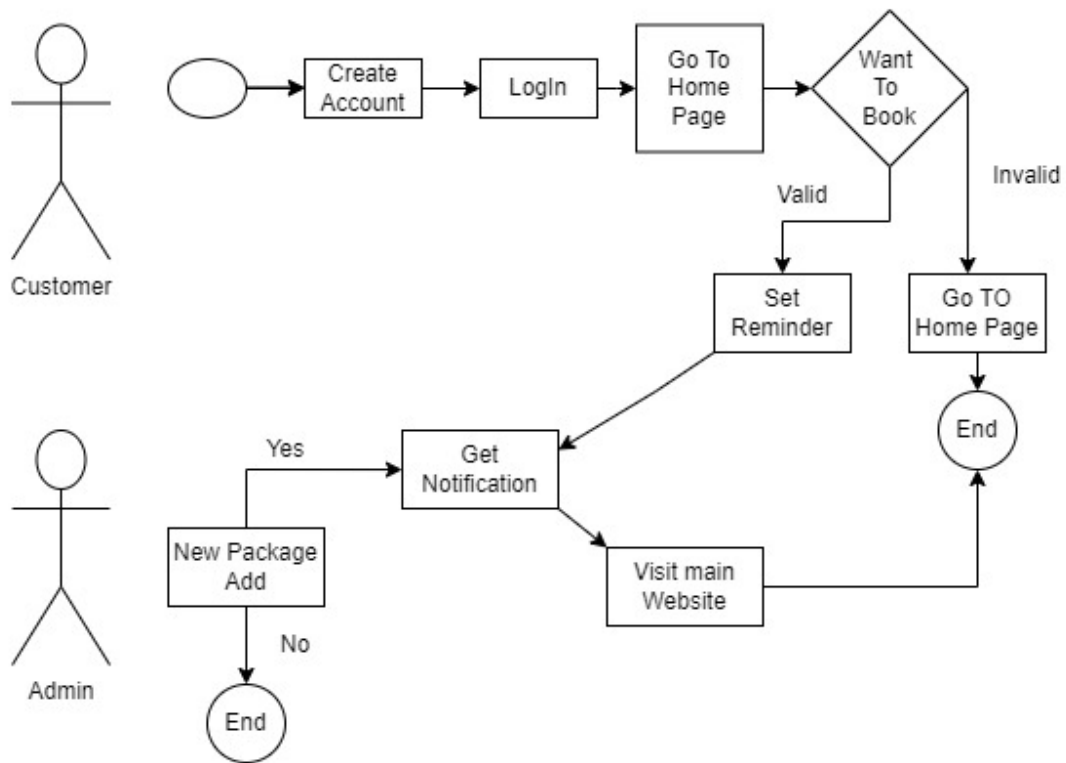 Create
Account
LogIn
Go To
Home
Page
Want
To
Book
Invalid
Valid
Customer
Set
Reminder
Go TO
Home Page
End
Yes
Get
Notification
New Package
Add
Visit main
Website
No
Admin
End